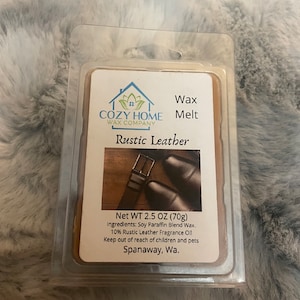 COZY HOME
WAX COMPANY
Wax
Melt
Rustic Leather
Net WT 2.5 OZ (70g)
Ingredients: Soy Paraffin Blend Wax.
10% Rustic Leather Fragrance Oil
Keep out of reach of children and pets
Spanaway, Wa.